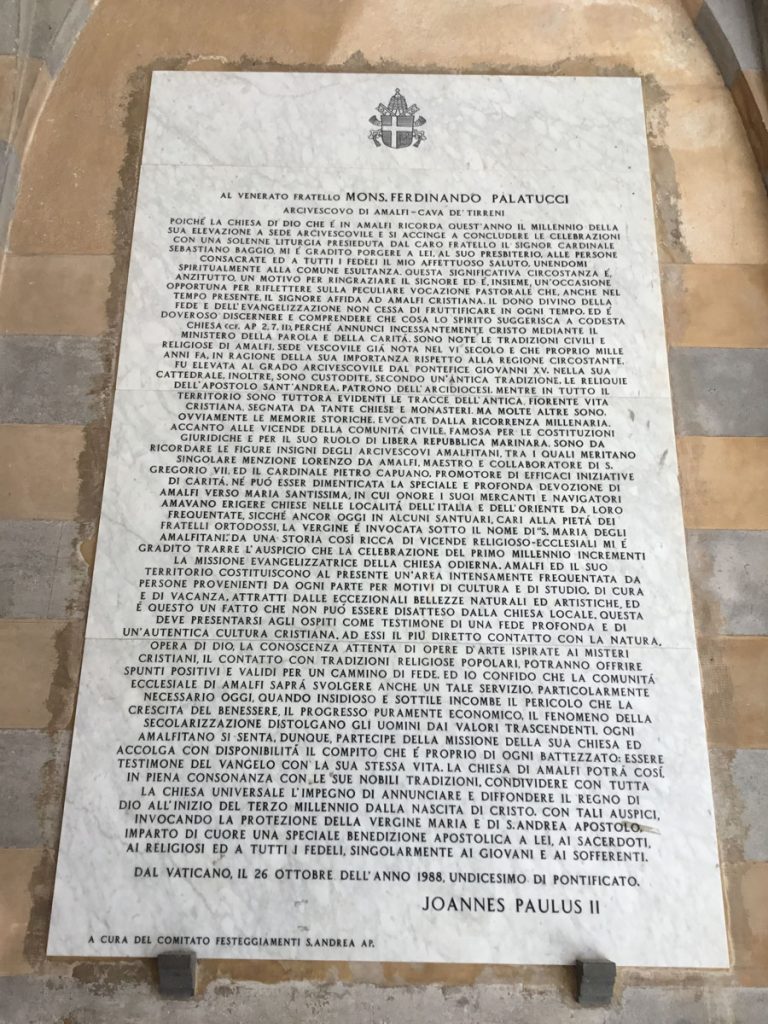 AL VENERATO FRATELLO MONS. FERDINANDO PALATUCCI
ARCIVESCOVO DI AMALFI-CAVA DE' TIRRENI
POICHÉ LA CHIESA DI DIO CHE É IN AMALFI RICORDA QUEST'ANNO IL MILLENNIO DELLA
SUA ELEVAZIONE A SEDE ARCIVESCOVILE E SI ACCINGE A CONCLUDERE LE CELEBRAZIONI
CON UNA SOLENNE LITURGIA PRESIEDUTA DAL CARO FRATELLO IL SIGNOR CARDINALE
SEBASTIANO BAGGIO, MI É GRADITO PORGERE A LEI, AL SUO PRESBITERIO, ALLE PERSONE
CONSACRATE ED A TUTTI I FEDELI IL MIO AFFETTUOSO SALUTO, UNENDOMI
SPIRITUALMENTE ALLA COMUNE ESULTANZA. QUESTA SIGNIFICATIVA CIRCOSTANZA É,
ANZITUTTO, UN MOTIVO PER RINGRAZIARE IL SIGNORE ED É, INSIEME, UN'OCCASIONE
OPPORTUNA PER RIFLETTERE SULLA PECULIARE VOCAZIONE PASTORALE CHE, ANCHE NEL
TEMPO PRESENTE, IL SIGNORE AFFIDA AD AMALFI CRISTIANA. IL DONO DIVINO DELLA
FEDE E DELL'EVANGELIZZAZIONE NON CESSA DI FRUTTIFICARE IN OGNI TEMPO, ED É
DOVEROSO DISCERNERE E COMPRENDERE CHE COSA LO SPIRITO SUGGERISCA A CODESTA
CHIESA (CF. AP 2, 7, II), PERCHÉ ANNUNCI INCESSANTEMENTE CRISTO MEDIANTE IL
MINISTERO DELLA PAROLA E DELLA CARITÁ. SONO NOTE LE TRADIZIONI CIVILI E
RELIGIOSE DI AMALFI, SEDE VESCOVILE GIÁ NOTA NEL VI SECOLO E CHE PROPRIO MILLE
ANNI FA, IN RAGIONE DELLA SUA IMPORTANZA RISPETTO ALLA REGIONE CIRCOSTANTE,
FU ELEVATA AL GRADO ARCIVESCOVILE DAL PONTEFICE GIOVANNI XV. NELLA SUA
CATTEDRALE, INOLTRE, SONO CUSTODITE, SECONDO UN'ANTICA TRADIZIONE, LE RELIQUIE
DELL'APOSTOLO SANT'ANDREA, PATRONO DELL'ARCIDIOCESI, MENTRE IN TUTTO IL
TERRITORIO SONO TUTTORA EVIDENTI LE TRACCE DELL'ANTICA, FIORENTE VITA
CRISTIANA, SEGNATA DA TANTE CHIESE E MONASTERI. MA MOLTE ALTRE SONO,
OVVIAMENTE LE MEMORIE STORICHE, EVOCATE DALLA RICORRENZA MILLENARIA.
ACCANTO ALLE VICENDE DELLA COMUNITÁ CIVILE, FAMOSA PER LE COSTITUZIONI
GIURIDICHE E PER IL SUO RUOLO DI LIBERA REPUBBLICA MARINARA, SONO DA
RICORDARE LE FIGURE INSIGNI DEGLI ARCIVESCOVI AMALFITANI, TRA I QUALI MERITANO
SINGOLARE MENZIONE LORENZO DA AMALFI, MAESTRO E COLLABORATORE DI S.
GREGORIO VII, ED IL CARDINALE PIETRO CAPUANO, PROMOTORE DI EFFICACI INIZIATIVE
DI CARITÁ. NÉ PUÓ ESSER DIMENTICATA LA SPECIALE E PROFONDA DEVOZIONE DI
AMALFI VERSO MARIA SANTISSIMA, IN CUI ONORE I SUOI MERCANTI E NAVIGATORI
AMAVANO ERIGERE CHIESE NELLE LOCALITÁ DELL'ITALIA E DELL'ORIENTE DA LORO
FREQUENTATE, SICCHÉ ANCOR OGGI IN ALCUNI SANTUARI, CARI ALLA PIETÁ DEI
FRATELLI ORTODOSSI, LA VERGINE É INVOCATA SOTTO IL NOME DI "S. MARIA DEGLI
AMALFITANI". DA UNA STORIA COSÍ RICCA DI VICENDE RELIGIOSO-ECCLESIALI MI É
GRADITO TRARRE L'AUSPICIO CHE LA CELEBRAZIONE DEL PRIMO MILLENNIO INCREMENTI
LA MISSIONE EVANGELIZZATRICE DELLA CHIESA ODIERNA. AMALFI ED IL SUO
TERRITORIO COSTITUISCONO AL PRESENTE UN'AREA INTENSAMENTE FREQUENTATA DA
PERSONE PROVENIENTI DA OGNI PARTE PER MOTIVI DI CULTURA E DI STUDIO, DI CURA
E DI VACANZA, ATTRATTI DALLE ECCEZIONALI BELLEZZE NATURALI ED ARTISTICHE, ED
É QUESTO UN FATTO CHE NON PUÓ ESSERE DISATTESO DALLA CHIESA LOCALE. QUESTA
DEVE PRESENTARSI AGLI OSPITI COME TESTIMONE DI UNA FEDE PROFONDA E DI
UN'AUTENTICA CULTURA CRISTIANA. AD ESSI IL PIÚ DIRETTO CONTATTO CON LA NATURA,
OPERA DI DIO, LA CONOSCENZA ATTENTA DI OPERE D'ARTE ISPIRATE AI MISTERI
CRISTIANI, IL CONTATTO CON TRADIZIONI RELIGIOSE POPOLARI, POTRANNO OFFRIRE
SPUNTI POSITIVI E VALIDI PER UN CAMMINO DI FEDE. ED IO CONFIDO CHE LA COMUNITÁ
ECCLESIALE DI AMALFI SAPRÁ SVOLGERE ANCHE UN TALE SERVIZIO, PARTICOLARMENTE
NECESSARIO OGGI, QUANDO INSIDIOSO E SOTTILE INCOMBE IL PERICOLO CHE LA
CRESCITA DEL BENESSERE, IL PROGRESSO PURAMENTE ECONOMICO, IL FENOMENO DELLA
SECOLARIZZAZIONE DISTOLGANO GLI UOMINI DAI VALORI TRASCENDENTI. OGNI
AMALFITANO SI SENTA, DUNQUE, PARTECIPE DELLA MISSIONE DELLA SUA CHIESA ED
ACCOLGA CON DISPONIBILITÁ IL COMPITO CHE É PROPRIO DI OGNI BATTEZZATO: ESSERE
TESTIMONE DEL VANGELO CON LA SUA STESSA VITA. LA CHIESA DI AMALFI POTRÁ COSÍ,
IN PIENA CONSONANZA CON LE SUE NOBILI TRADIZIONI, CONDIVIDERE CON TUTTA
LA CHIESA UNIVERSALE L'IMPEGNO DI ANNUNCIARE E DIFFONDERE IL REGNO DI
DIO ALL'INIZIO DEL TERZO MILLENNIO DALLA NASCITA DI CRISTO. CON TALI AUSPICI,
INVOCANDO LA PROTEZIONE DELLA VERGINE MARIA E DI S. ANDREA APOSTOLO,
IMPARTO DI CUORE UNA SPECIALE BENEDIZIONE APOSTOLICA A LEI, AI SACERDOTI,
AI RELIGIOSI ED A TUTTI I FEDELI, SINGOLARMENTE AI GIOVANI E AI SOFFERENTI.
DAL VATICANO, IL 26 OTTOBRE DELL'ANNO 1988, UNDICESIMO DI PONTIFICATO.
JOANNES PAULUS II
A CURA DEL COMITATO FESTEGGIAMENTI S. ANDREA AP.